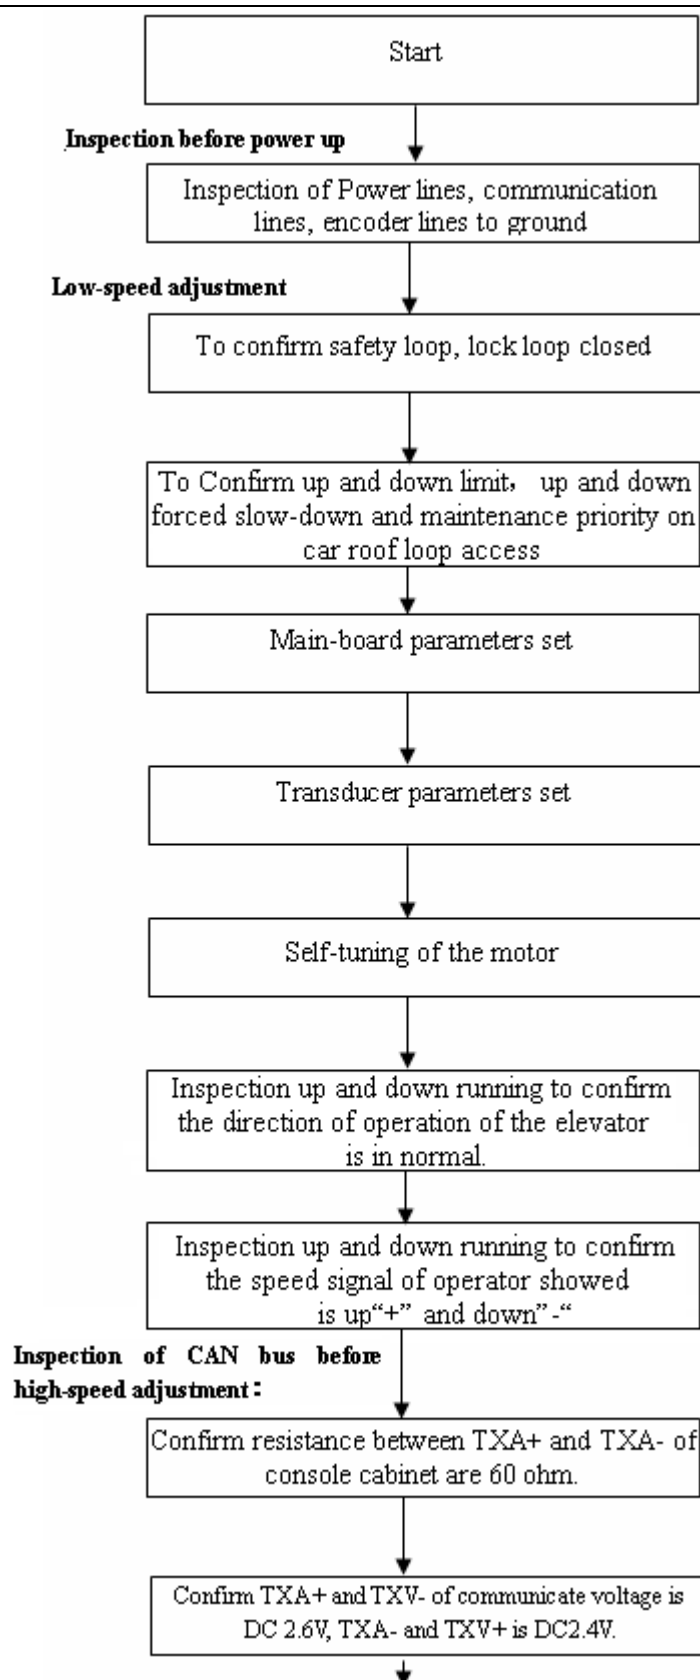 Start
Inspection before power up
Inspection of Power lines, communication
lines, encoder lines to ground
Low-speed adjustment
To confirm safety loop, lock loop closed
To Confirm up and down limit， up and down
forced slow-down and maintenance priority on
car roof loop access
Main-board parameters set
Transducer parameters set
Self-tuning of the motor
Inspection up and down running to confirm
the direction of operation of the elevator
is in normal.
Inspection up and down running to confirm
the speed signal of operator showed
is up“+” and down”-“
Inspection of CAN bus before
high-speed adjustment：
Confirm resistance between TXA+ and TXA- of
console cabinet are 60 ohm.
Confirm TXA+ and TXV- of communicate voltage is
DC 2.6V, TXA- and TXV+ is DC2.4V.